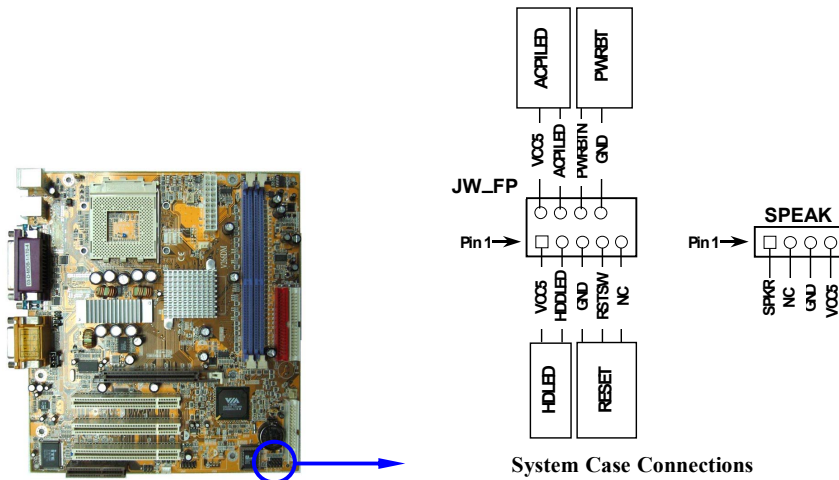 ACPILED
PWRBT
VCC5
ACPILED
PWRBTN
GND
JW_FP
Pin 1
VCC5
HDDLED
GND
RSTSW
NC
HDLED
RESET
SPEAK
Pin 1
SPKR
NC
GND
VCC5
VIA
System Case Connections